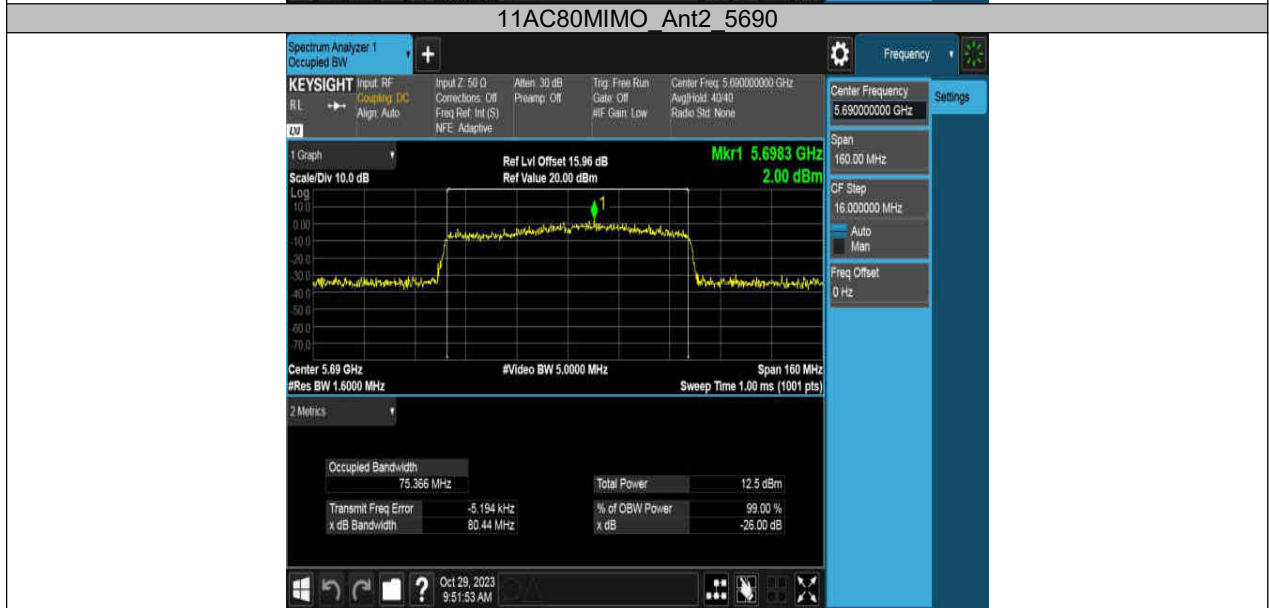 11AC80MIMO_Ant2_5690
Spectrum Analyzer 1
Occupied BW
+
Frequency
KEYSIGHT
RL
Input: RF
Coupling: DC
Align: Auto
Input Z: 50 Ω
Corrections: Off
Freq Ref: Int (S)
NFE: Adaptive
Atten: 30 dB
Preamp: Off
Trig: Free Run
Gate: Off
#IF Gain: Low
Center Freq: 5.690000000 GHz
Avg|Hold: 40/40
Radio Std: None
Center Frequency
5.690000000 GHz
Settings
Span
160.00 MHz
CF Step
16.000000 MHz
Auto
Man
Freq Offset
0 Hz
1 Graph
Ref Lvl Offset 15.96 dB
Mkr1 5.6983 GHz
Scale/Div 10.0 dB
Ref Value 20.00 dBm
2.00 dBm
Log
10.0
0.00
-10.0
-20.0
-30.0
-40.0
-50.0
-60.0
-70.0
1
Center 5.69 GHz
#Video BW 5.0000 MHz
Span 160 MHz
#Res BW 1.6000 MHz
Sweep Time 1.00 ms (1001 pts)
2 Metrics
Occupied Bandwidth
75.366 MHz
Total Power 12.5 dBm
Transmit Freq Error -5.194 kHz
% of OBW Power 99.00 %
x dB Bandwidth 80.44 MHz
x dB -26.00 dB
?
Oct 29, 2023
9:51:53 AM